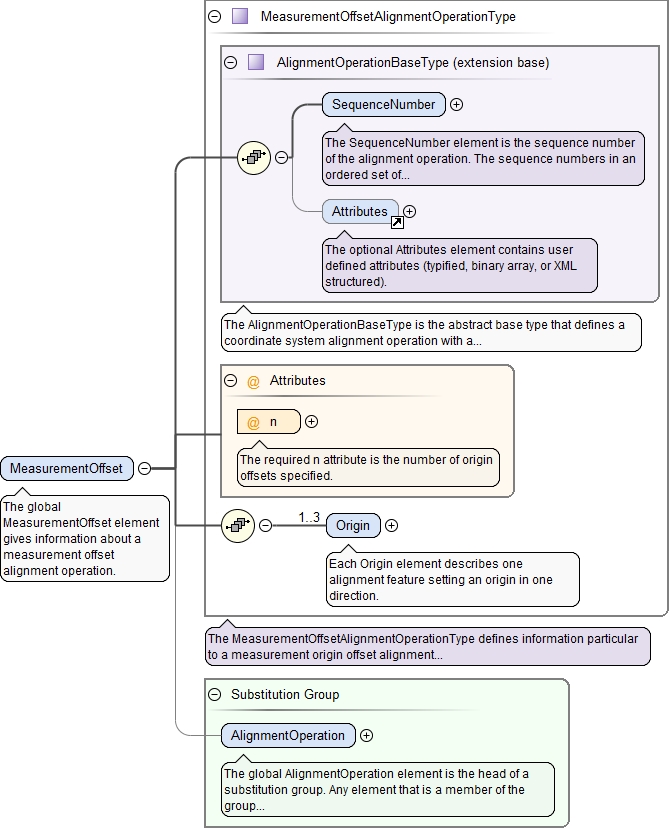 MeasurementOffsetAlignmentOperationType
AlignmentOperationBaseType (extension base)
SequenceNumber
The SequenceNumber element is the sequence number
of the alignment operation. The sequence numbers in an
ordered set of...
Attributes
The optional Attributes element contains user
defined attributes (typified, binary array, or XML
structured).
The AlignmentOperationBaseType is the abstract base type that defines a
coordinate system alignment operation with a...
@ Attributes
@ n
The required n attribute is the number of origin
offsets specified.
MeasurementOffset
The global
MeasurementOffset element
gives information about a
measurement offset
alignment operation.
1..3
Origin
Each Origin element describes one
alignment feature setting an origin in one
direction.
The MeasurementOffsetAlignmentOperationType defines information particular
to a measurement origin offset alignment...
Substitution Group
AlignmentOperation
The global AlignmentOperation element is the head of a
substitution group. Any element that is a member of the
group...